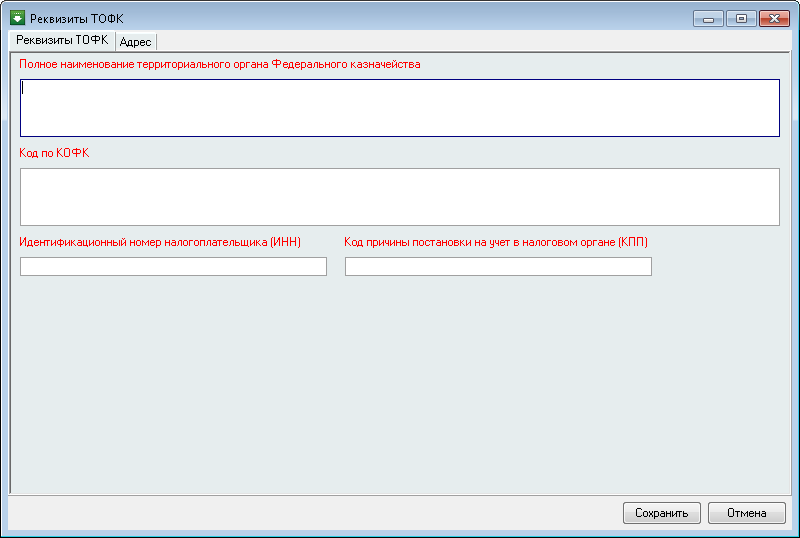 Реквизиты ТОФК
Реквизиты ТОФК
Адрес
Полное наименование территориального органа Федерального казначейства
Код по КОФК
Идентификационный номер налогоплательщика (ИНН)
Код причины постановки на учет в налоговом органе (КПП)
Сохранить
Отмена